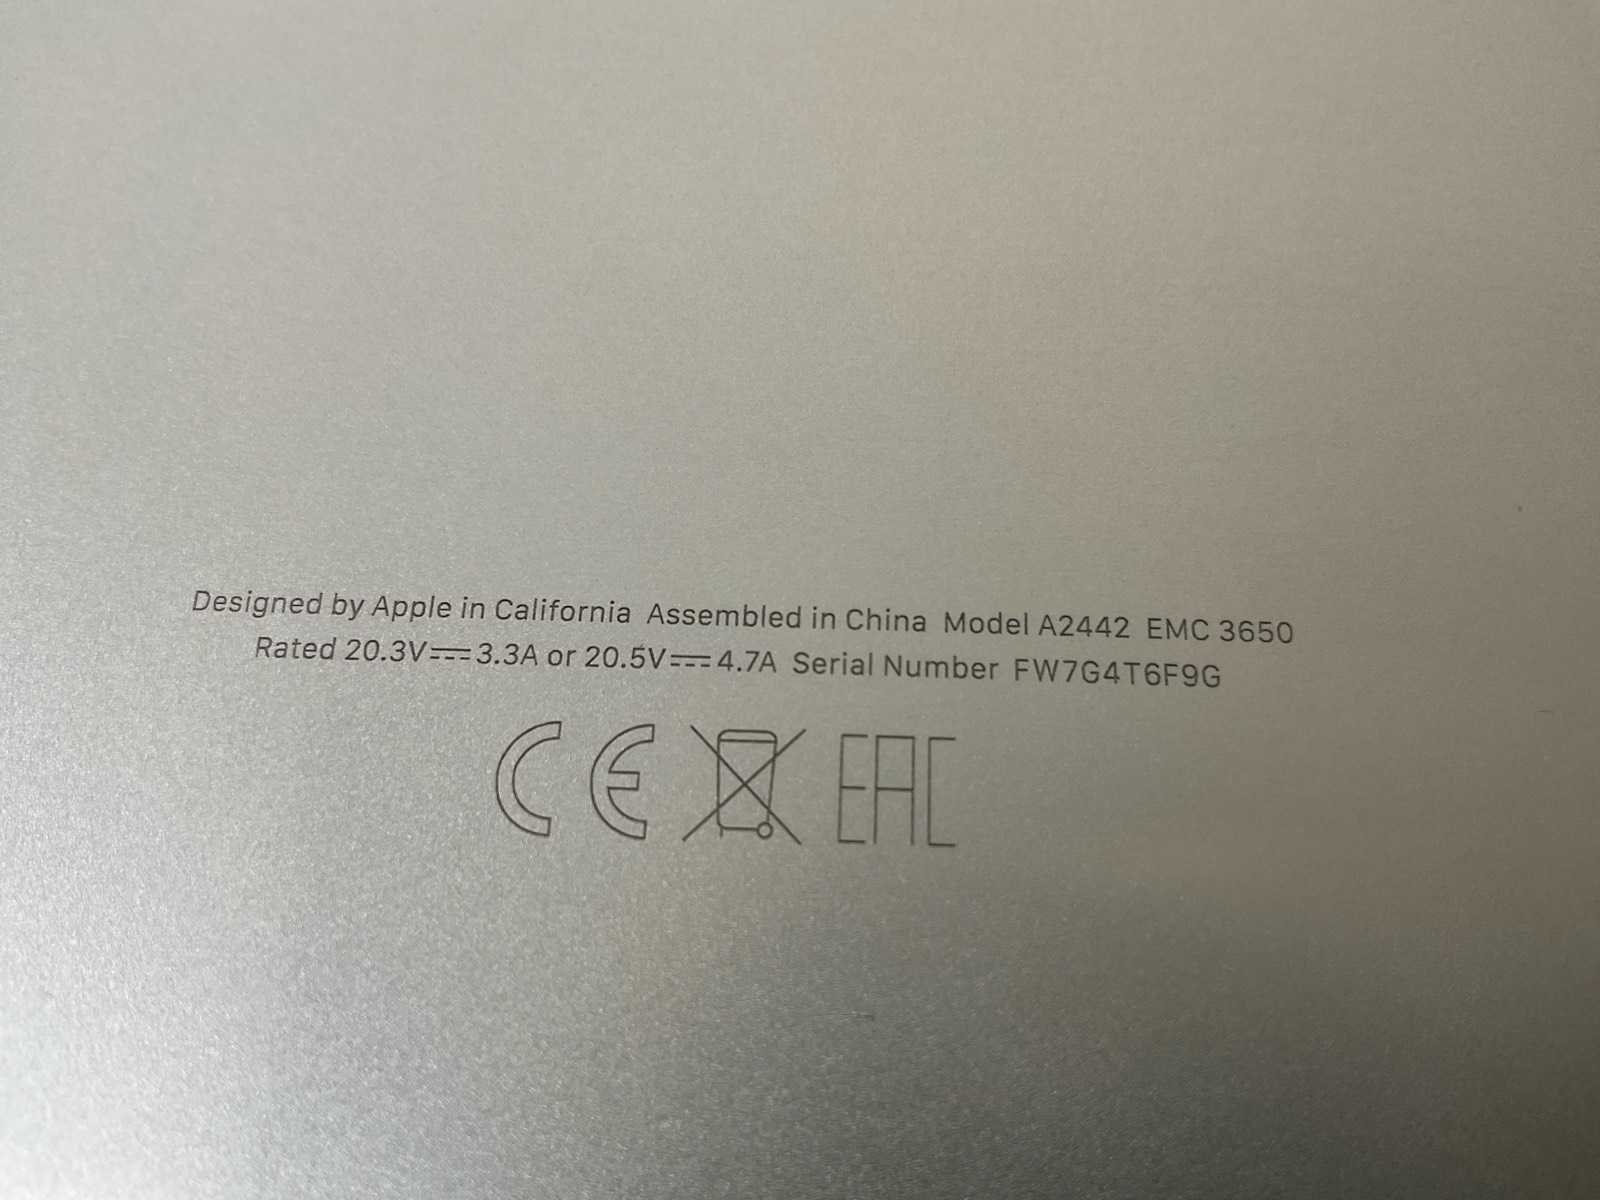 Designed by Apple in California Assembled in China Model A2442 EMC 3650
Rated 20.3V⎓3.3A or 20.5V⎓4.7A Serial Number FW7G4T6F9G
CE EAC